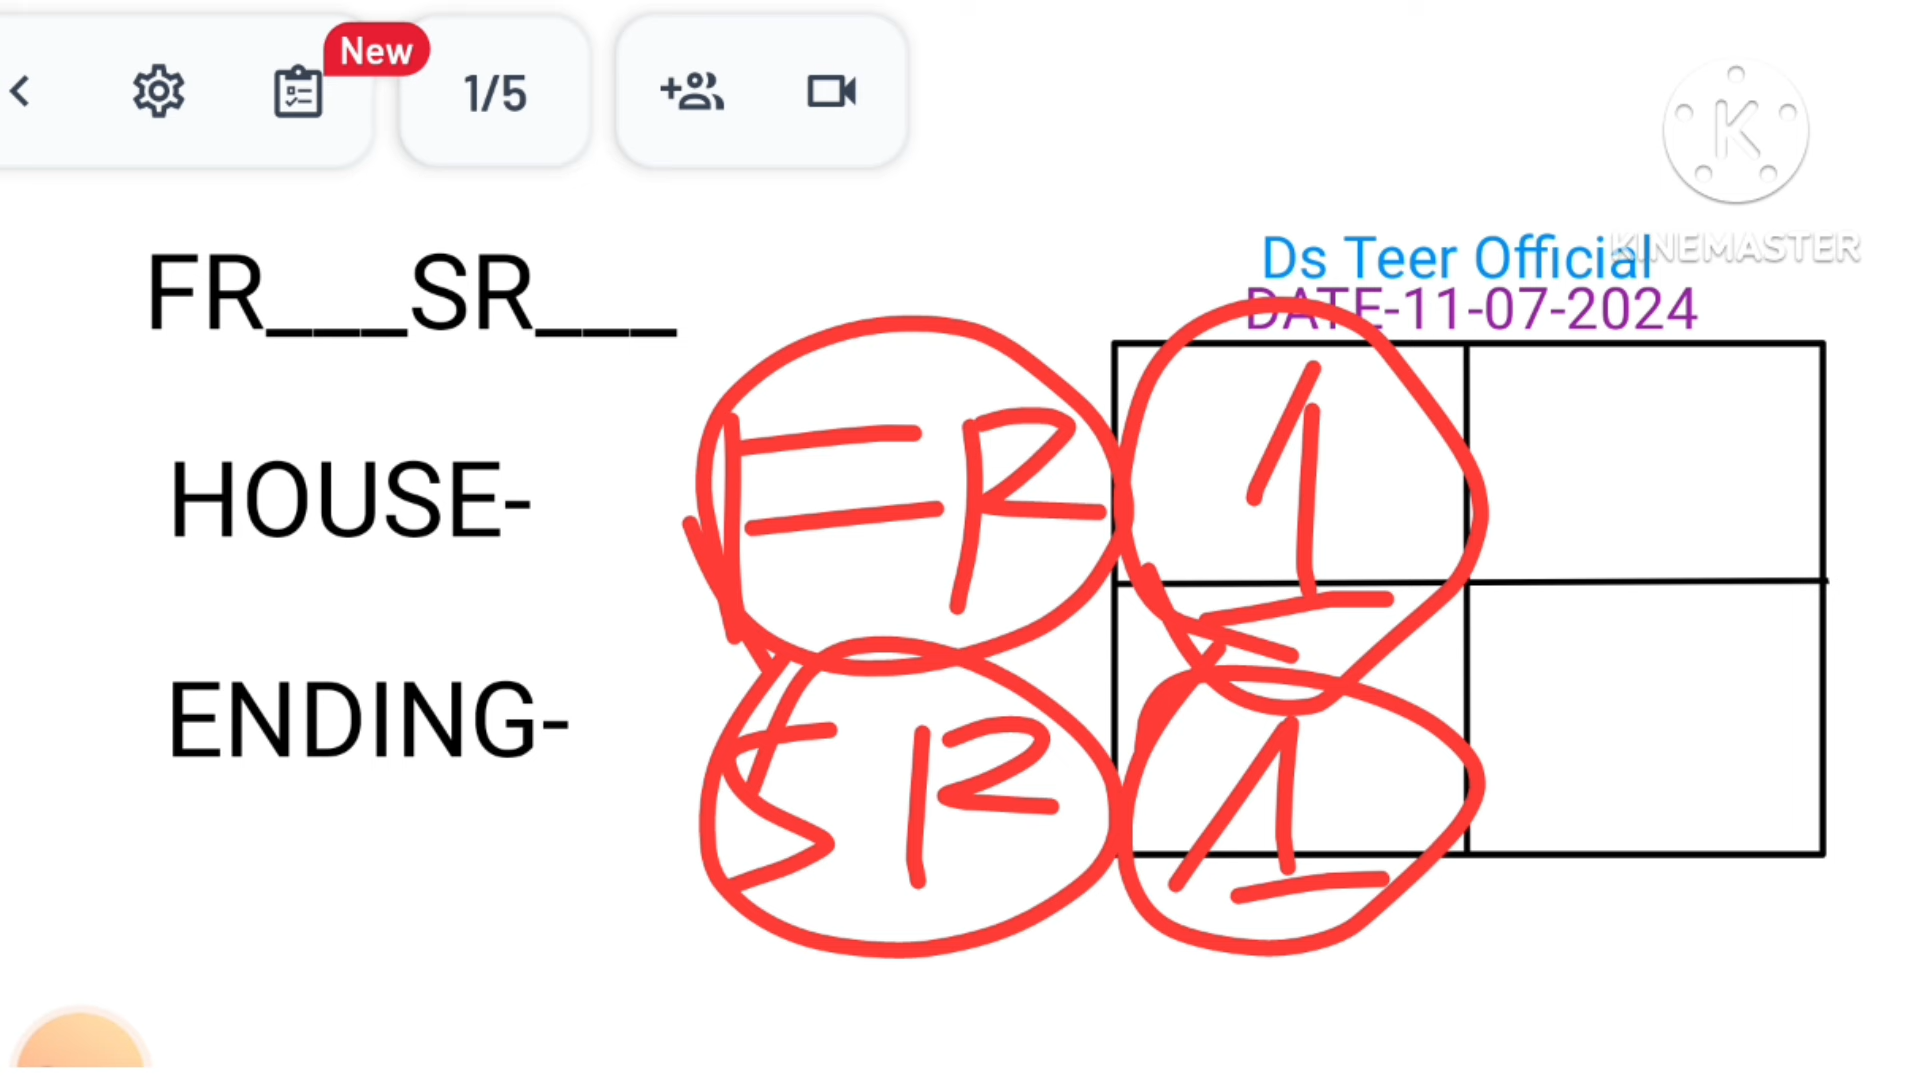 New
1/5
K
KINEMASTER
Ds Teer Official
DATE-11-07-2024
FR___SR___
HOUSE-
ENDING-
FR 1
SR 1